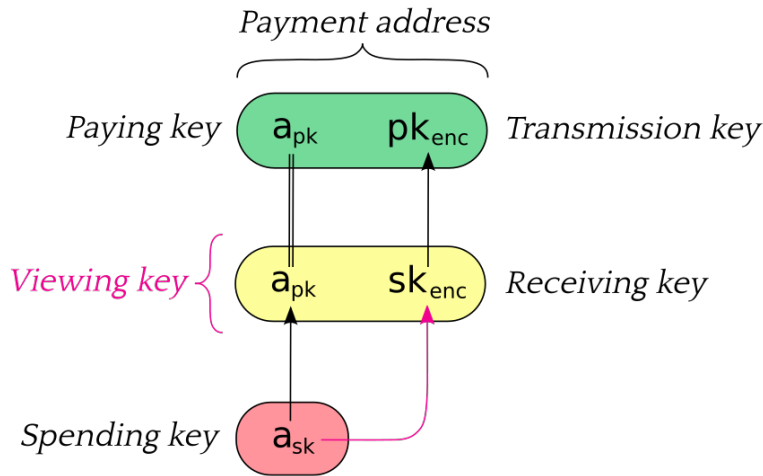 Payment address
Paying key a_pk pk_enc Transmission key
Viewing key a_pk sk_enc Receiving key
Spending key a_sk